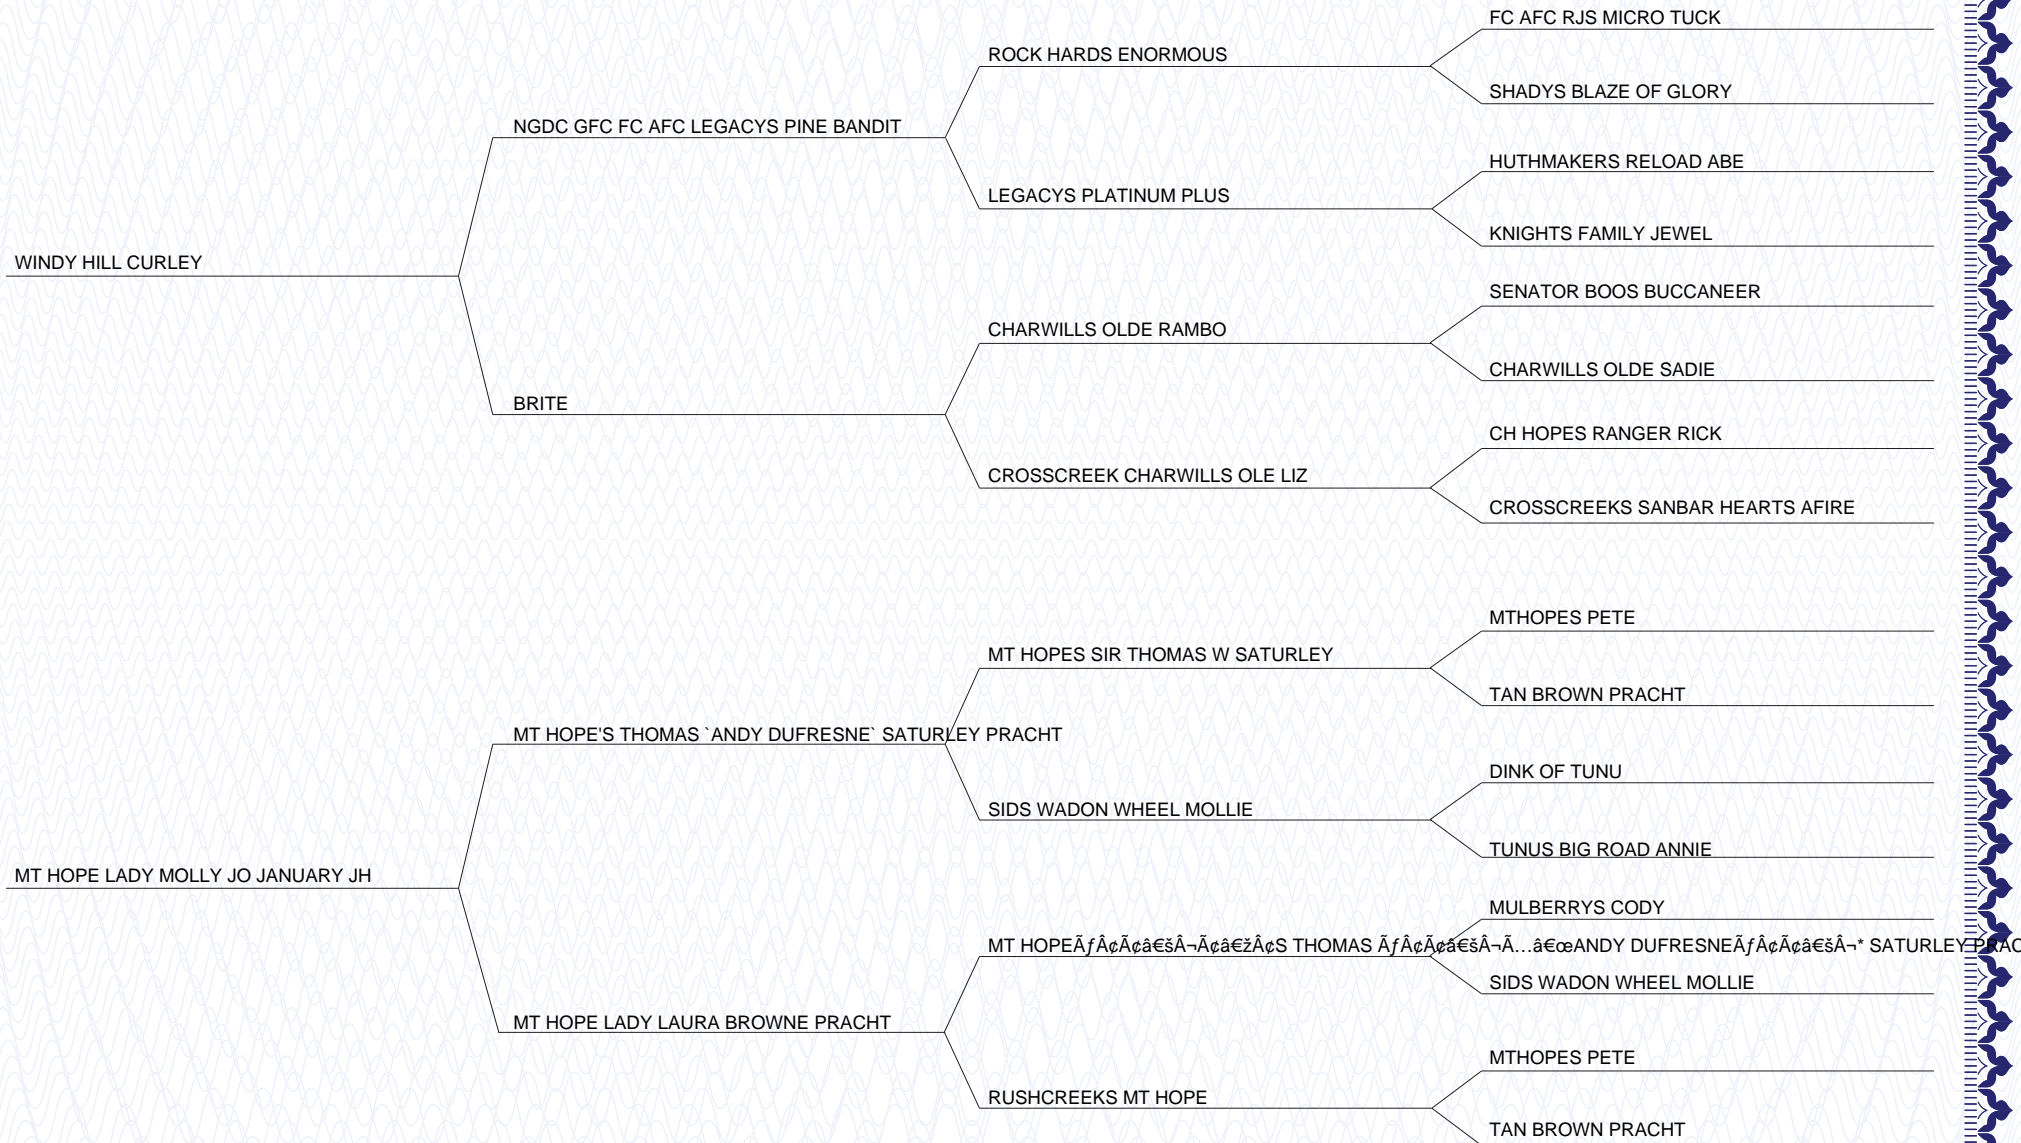 FC AFC RJS MICRO TUCK
ROCK HARDS ENORMOUS
SHADYS BLAZE OF GLORY
NGDC GFC FC AFC LEGACYS PINE BANDIT
HUTHMAKERS RELOAD ABE
LEGACYS PLATINUM PLUS
KNIGHTS FAMILY JEWEL
WINDY HILL CURLEY
SENATOR BOOS BUCCANEER
CHARWILLS OLDE RAMBO
CHARWILLS OLDE SADIE
BRITE
CH HOPES RANGER RICK
CROSSCREEK CHARWILLS OLE LIZ
CROSSCREEKS SANBAR HEARTS AFIRE
MTHOPES PETE
MT HOPES SIR THOMAS W SATURLEY
TAN BROWN PRACHT
MT HOPE'S THOMAS `ANDY DUFRESNE` SATURLEY PRACHT
DINK OF TUNU
SIDS WADON WHEEL MOLLIE
TUNUS BIG ROAD ANNIE
MT HOPE LADY MOLLY JO JANUARY JH
MULBERRYS CODY
MT HOPEÃƒÂ¢Ã¢â€šÂ¬Ã¢â€žÂ¢S THOMAS ÃƒÂ¢Ã¢â€šÂ¬Ã…â€œANDY DUFRESNEÃƒÂ¢Ã¢â€šÂ¬* SATURLEY PRAC
SIDS WADON WHEEL MOLLIE
MT HOPE LADY LAURA BROWNE PRACHT
MTHOPES PETE
RUSHCREEKS MT HOPE
TAN BROWN PRACHT